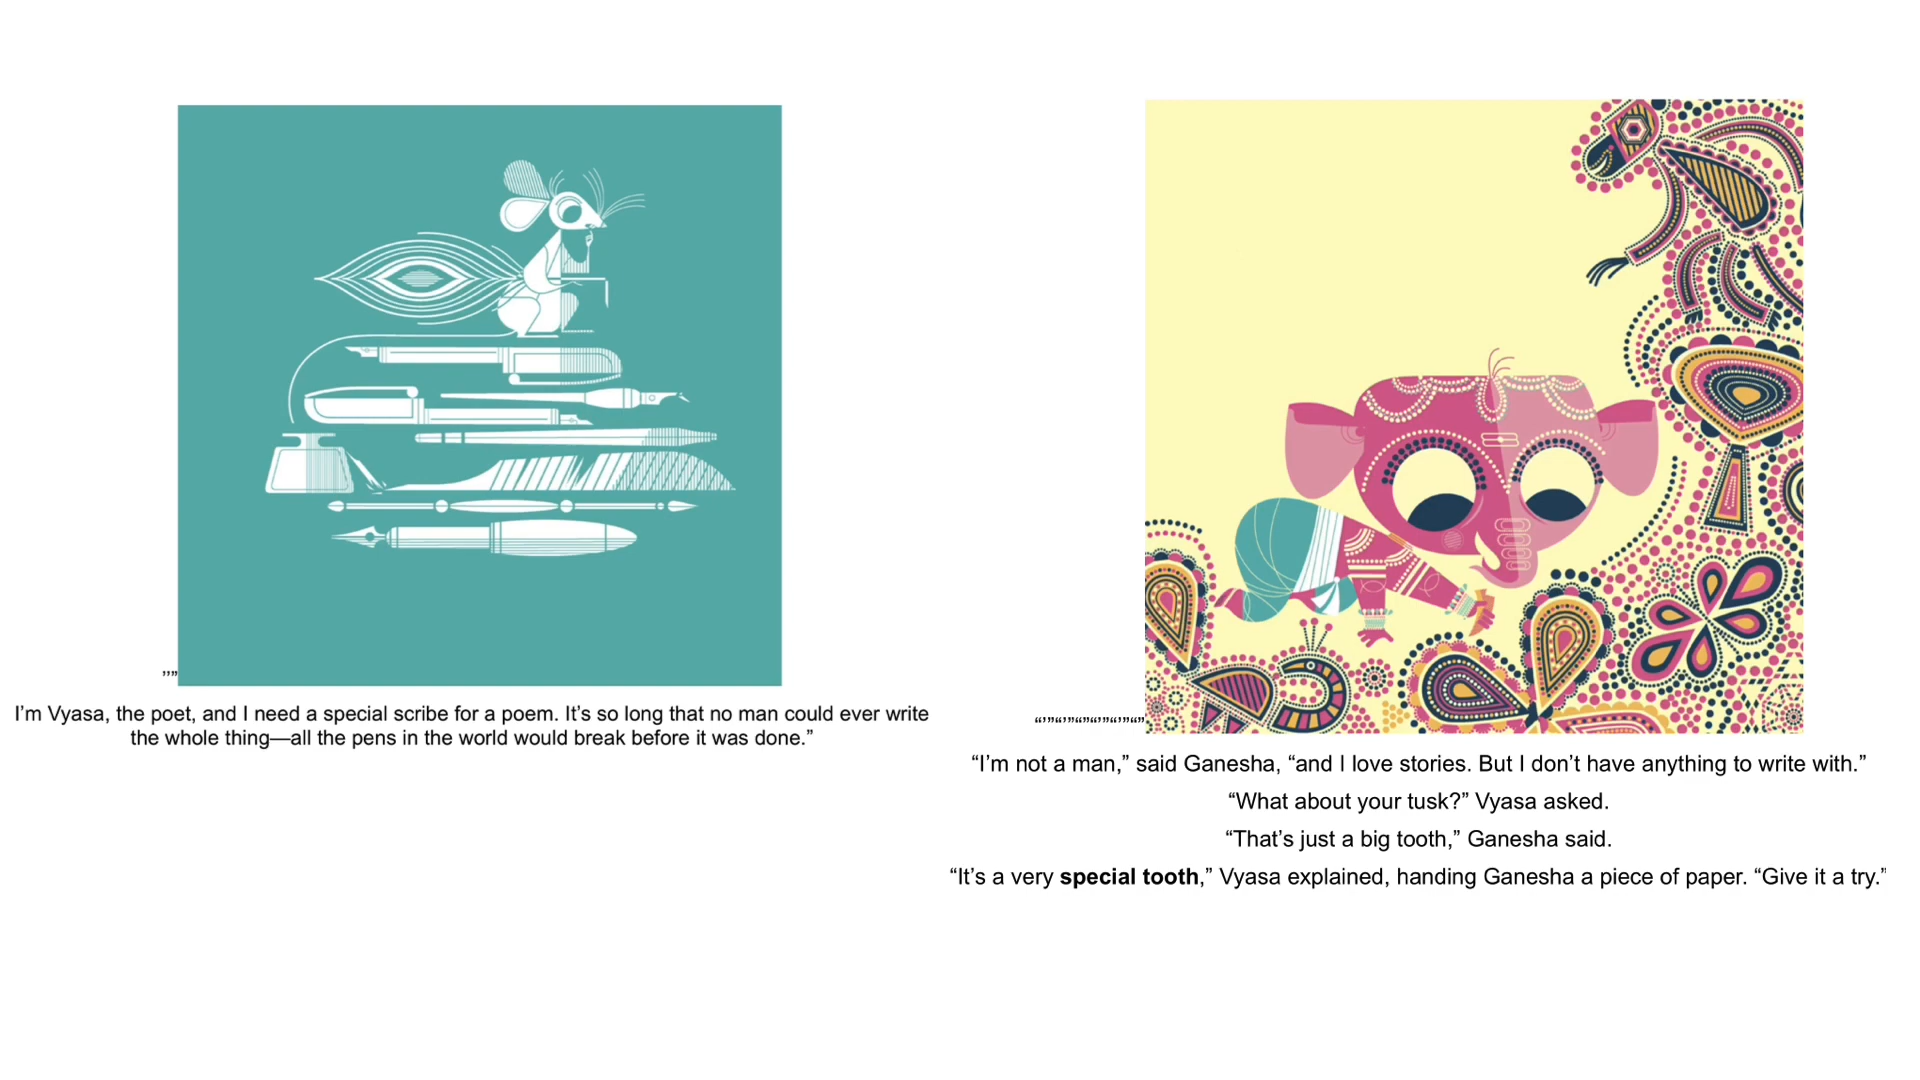 ””
I’m Vyasa, the poet, and I need a special scribe for a poem. It’s so long that no man could ever write
the whole thing—all the pens in the world would break before it was done.”
“’”“’”“”“’”“’”“”“”
“I’m not a man,” said Ganesha, “and I love stories. But I don’t have anything to write with.”
“What about your tusk?” Vyasa asked.
“That’s just a big tooth,” Ganesha said.
“It’s a very special tooth,” Vyasa explained, handing Ganesha a piece of paper. “Give it a try.”